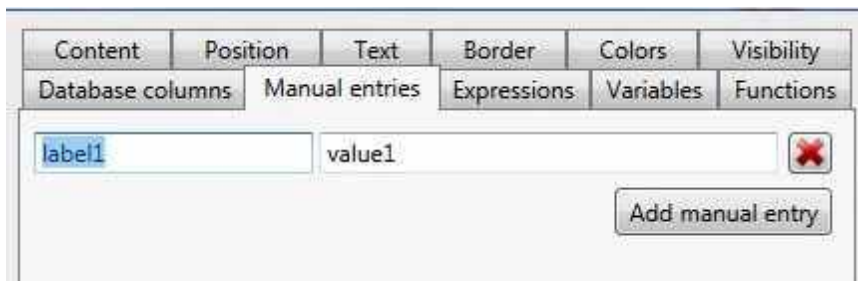 Content Position Text Border Colors Visibility
Database columns Manual entries Expressions Variables Functions
label1 value1
Add manual entry